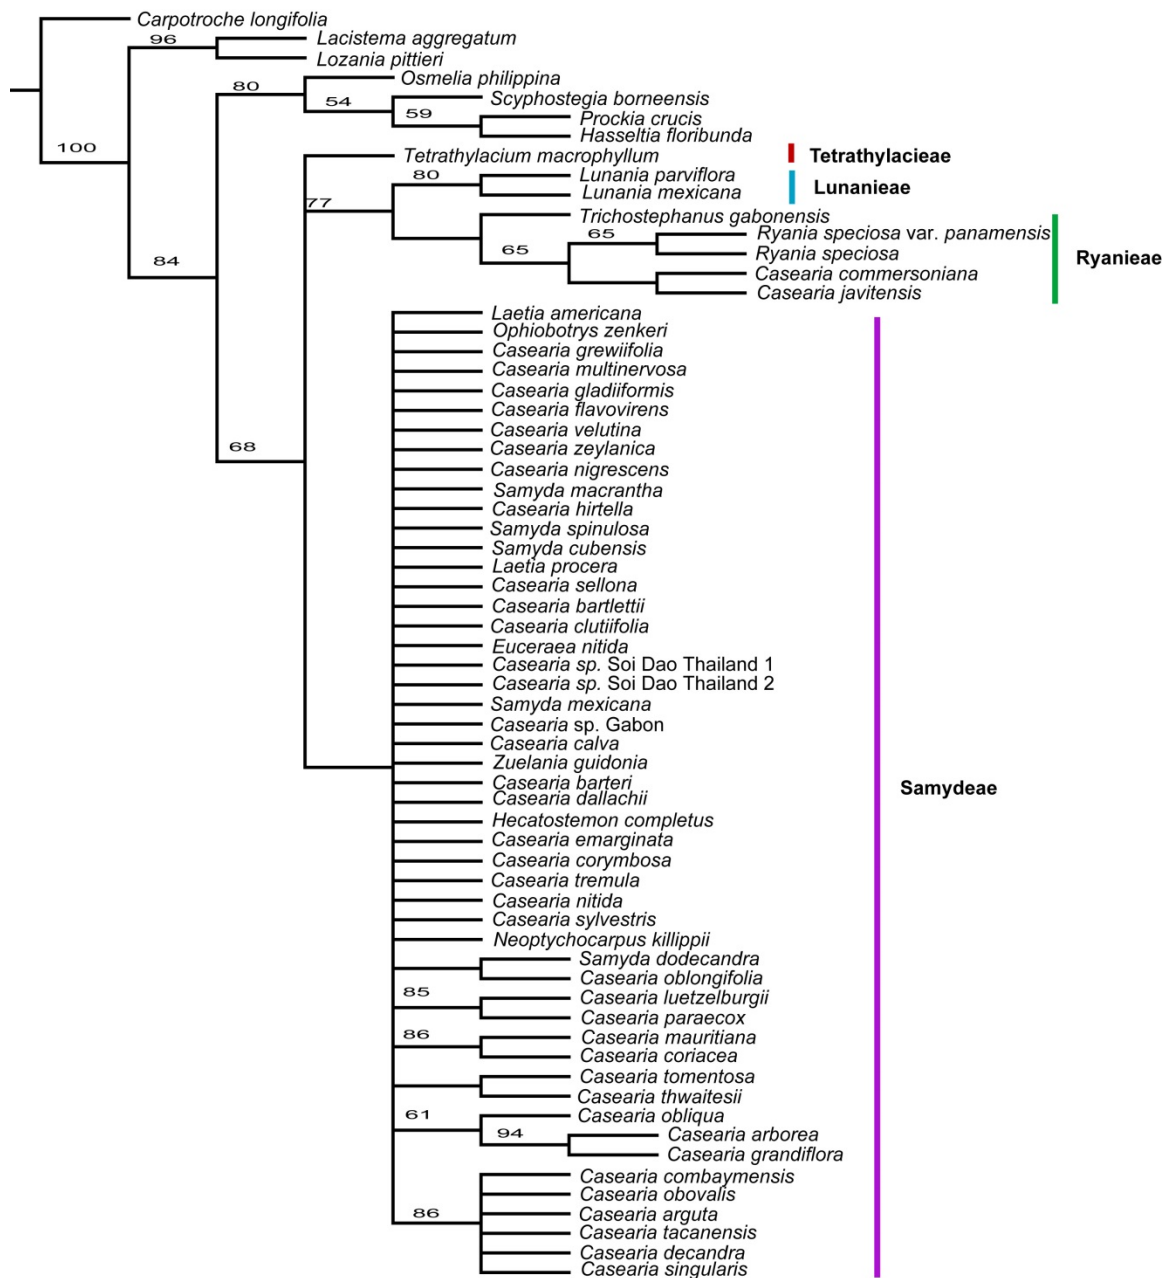 Carpotroche longifolia
96
Lacistema aggregatum
Lozania pittieri
Osmelia philippina
80
54
Scyphostegia borneensis
59
Prockia crucis
Hasseltia floribunda
100
Tetrathylacium macrophyllum
Tetrathylacieae
80
Lunania parviflora
Lunania mexicana
Lunanieae
77
Trichostephanus gabonensis
65
Ryania speciosa var. panamensis
65
Ryania speciosa
Ryanieae
84
Casearia commersoniana
Casearia javitensis
Laetia americana
Ophiobotrys zenkeri
Casearia grewiifolia
Casearia multinervosa
Casearia gladiiformis
Casearia flavovirens
Casearia velutina
68
Casearia zeylanica
Casearia nigrescens
Samyda macrantha
Casearia hirtella
Samyda spinulosa
Samyda cubensis
Laetia procera
Casearia sellona
Casearia bartlettii
Casearia clutiifolia
Euceraea nitida
Casearia sp. Soi Dao Thailand 1
Casearia sp. Soi Dao Thailand 2
Samyda mexicana
Casearia sp. Gabon
Casearia calva
Zuelania guidonia
Casearia barteri
Samydeae
Casearia dallachii
Hecatostemon completus
Casearia emarginata
Casearia corymbosa
Casearia tremula
Casearia nitida
Casearia sylvestris
Neoptychocarpus killippii
Samyda dodecandra
Casearia oblongifolia
85
Casearia luetzelburgii
Casearia paraecox
86
Casearia mauritiana
Casearia coriacea
Casearia tomentosa
Casearia thwaitesii
61
Casearia obliqua
94
Casearia arborea
Casearia grandiflora
Casearia combaymensis
Casearia obovalis
86
Casearia arguta
Casearia tacanensis
Casearia decandra
Casearia singularis